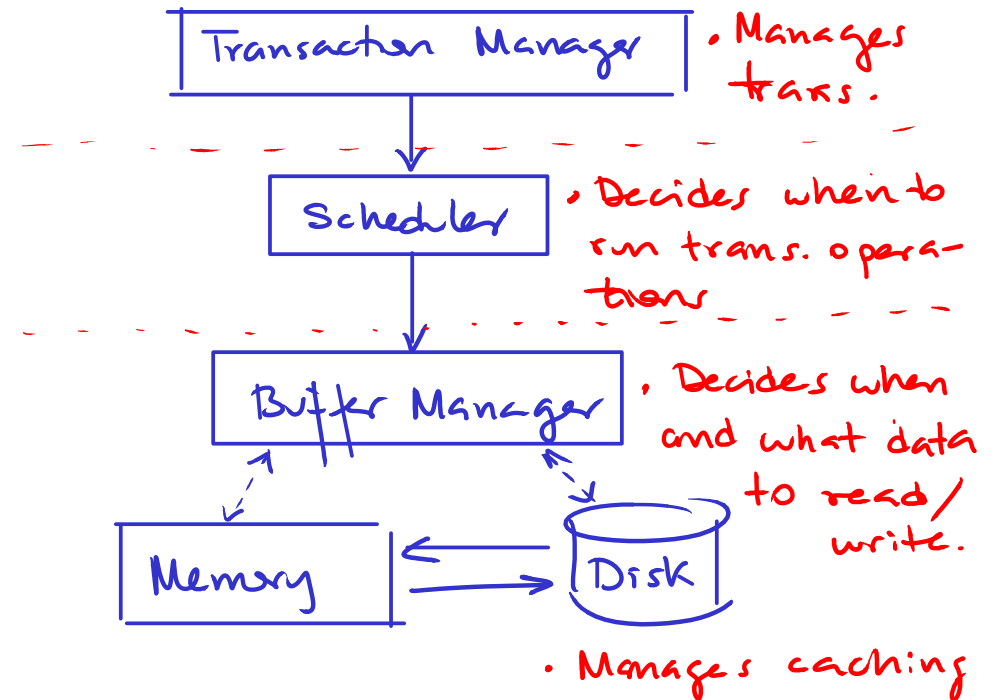 Transaction Manager
• Manages
trans.
Scheduler
• Decides when to
run trans. opera-
tions
Buffer Manager
• Decides when
and what data
to read/
write.
Memory
Disk
• Manages caching